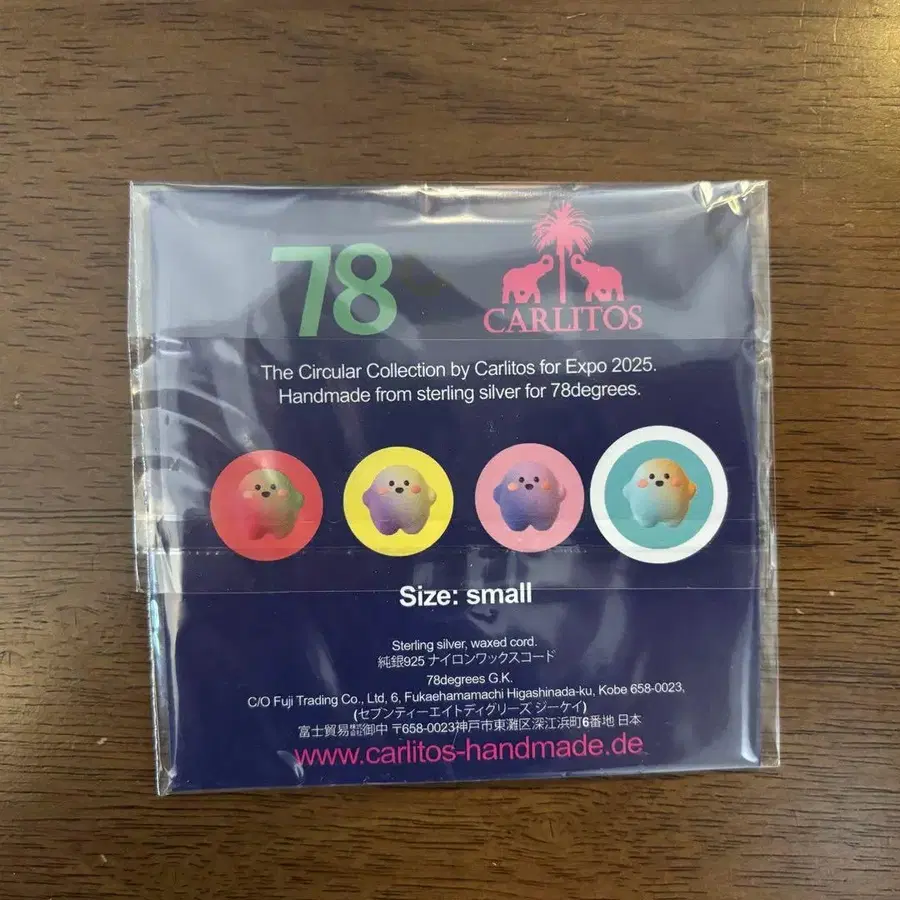 78
CARLITOS
The Circular Collection by Carlitos for Expo 2025.
Handmade from sterling silver for 78degrees.
Size: small
Sterling silver, waxed cord.
純銀925 ナイロンワックスコード
78degrees G.K.
C/O Fuji Trading Co., Ltd, 6, Fukaehamamachi Higashinada-ku, Kobe 658-0023,
(セブンティーエイトディグリーズ ジーケイ)
富士貿易㈱御中 〒658-0023神戸市東灘区深江浜町6番地 日本
www.carlitos-handmade.de